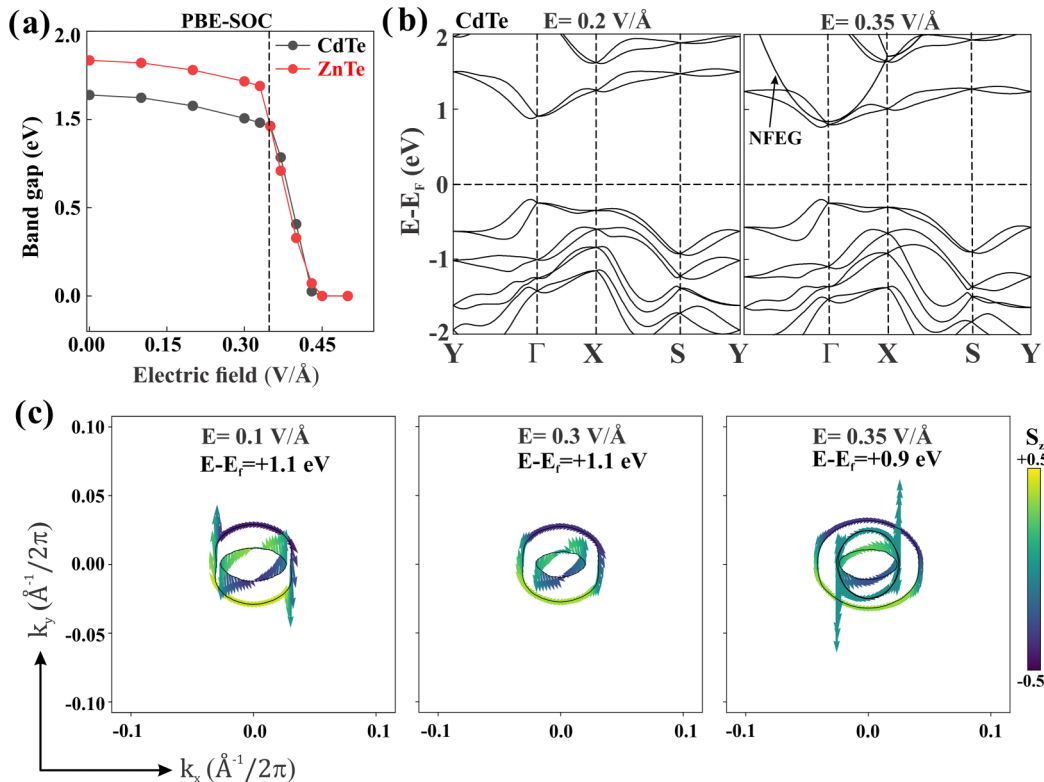 (a)
PBE-SOC
CdTe
ZnTe
2.0
1.5
0.5
0.0
Band gap (eV)
0.00 0.15 0.30 0.45
Electric field (V/Å)
(b)
CdTe E= 0.2 V/Å
E= 0.35 V/Å
2
1
0
-1
-2
E-E_F (eV)
NFEG
Y Γ X S Y
Γ X S Y
(c)
E= 0.1 V/Å
E-E_f=+1.1 eV
E= 0.3 V/Å
E-E_f=+1.1 eV
E= 0.35 V/Å
E-E_f=+0.9 eV
S_z
+0.5
-0.5
0.10
0.05
0.00
-0.05
-0.10
k_y (Å⁻¹/2π)
-0.1 0.0 0.1
-0.1 0.0 0.1
-0.1 0.0 0.1
k_x (Å⁻¹/2π)